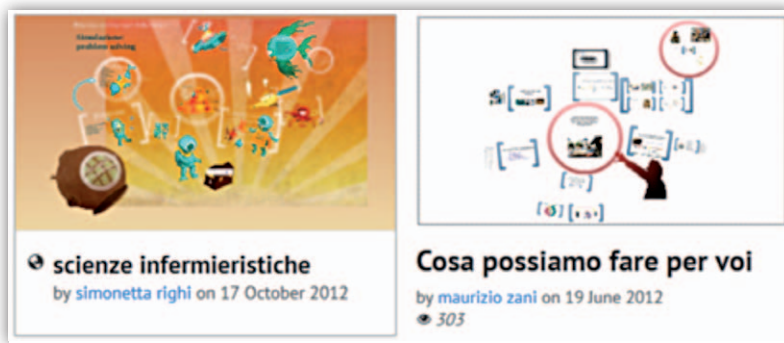 Simulazione:
problem solving
scienze infermieristiche
by simonetta righi on 17 October 2012
Cosa possiamo fare per voi
by maurizio zani on 19 June 2012
303